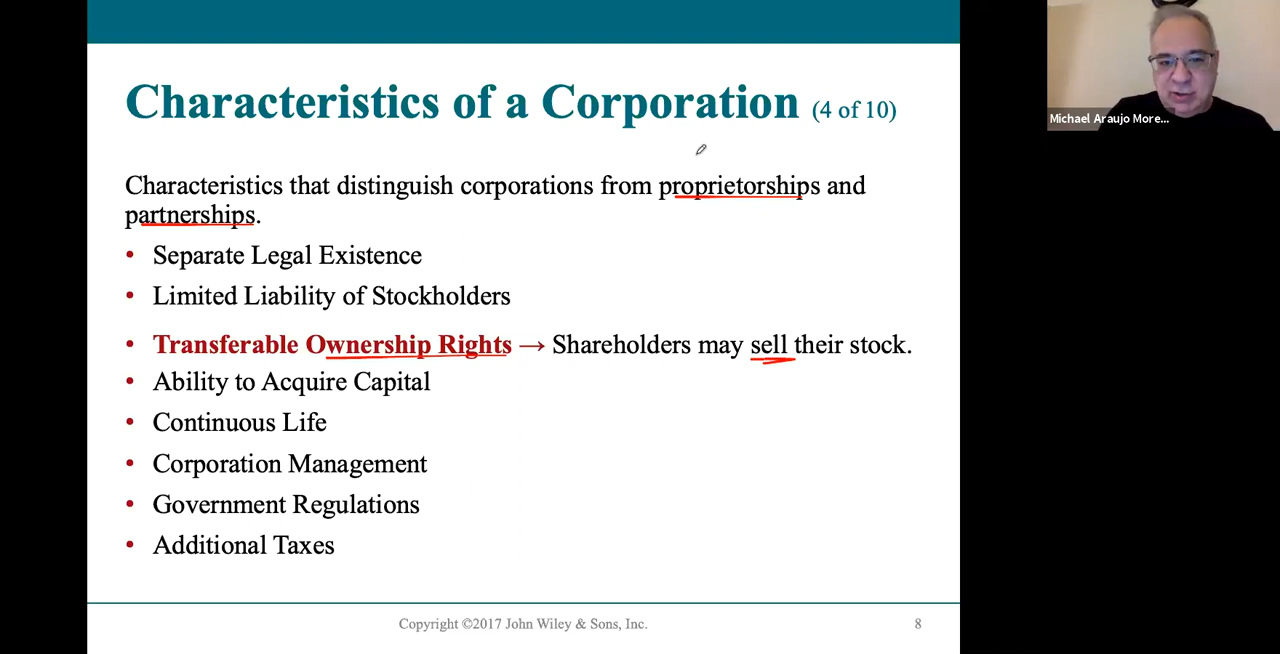 Characteristics of a Corporation (4 of 10)
Characteristics that distinguish corporations from proprietorships and
partnerships.
• Separate Legal Existence
• Limited Liability of Stockholders
• Transferable Ownership Rights → Shareholders may sell their stock.
• Ability to Acquire Capital
• Continuous Life
• Corporation Management
• Government Regulations
• Additional Taxes
Copyright ©2017 John Wiley & Sons, Inc.
8
Michael Araujo More...